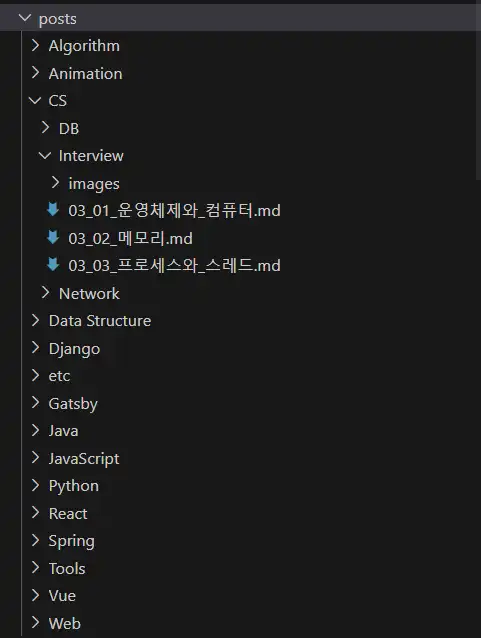 posts
Algorithm
Animation
CS
DB
Interview
images
03_01_운영체제와_컴퓨터.md
03_02_메모리.md
03_03_프로세스와_스레드.md
Network
Data Structure
Django
etc
Gatsby
Java
JavaScript
Python
React
Spring
Tools
Vue
Web